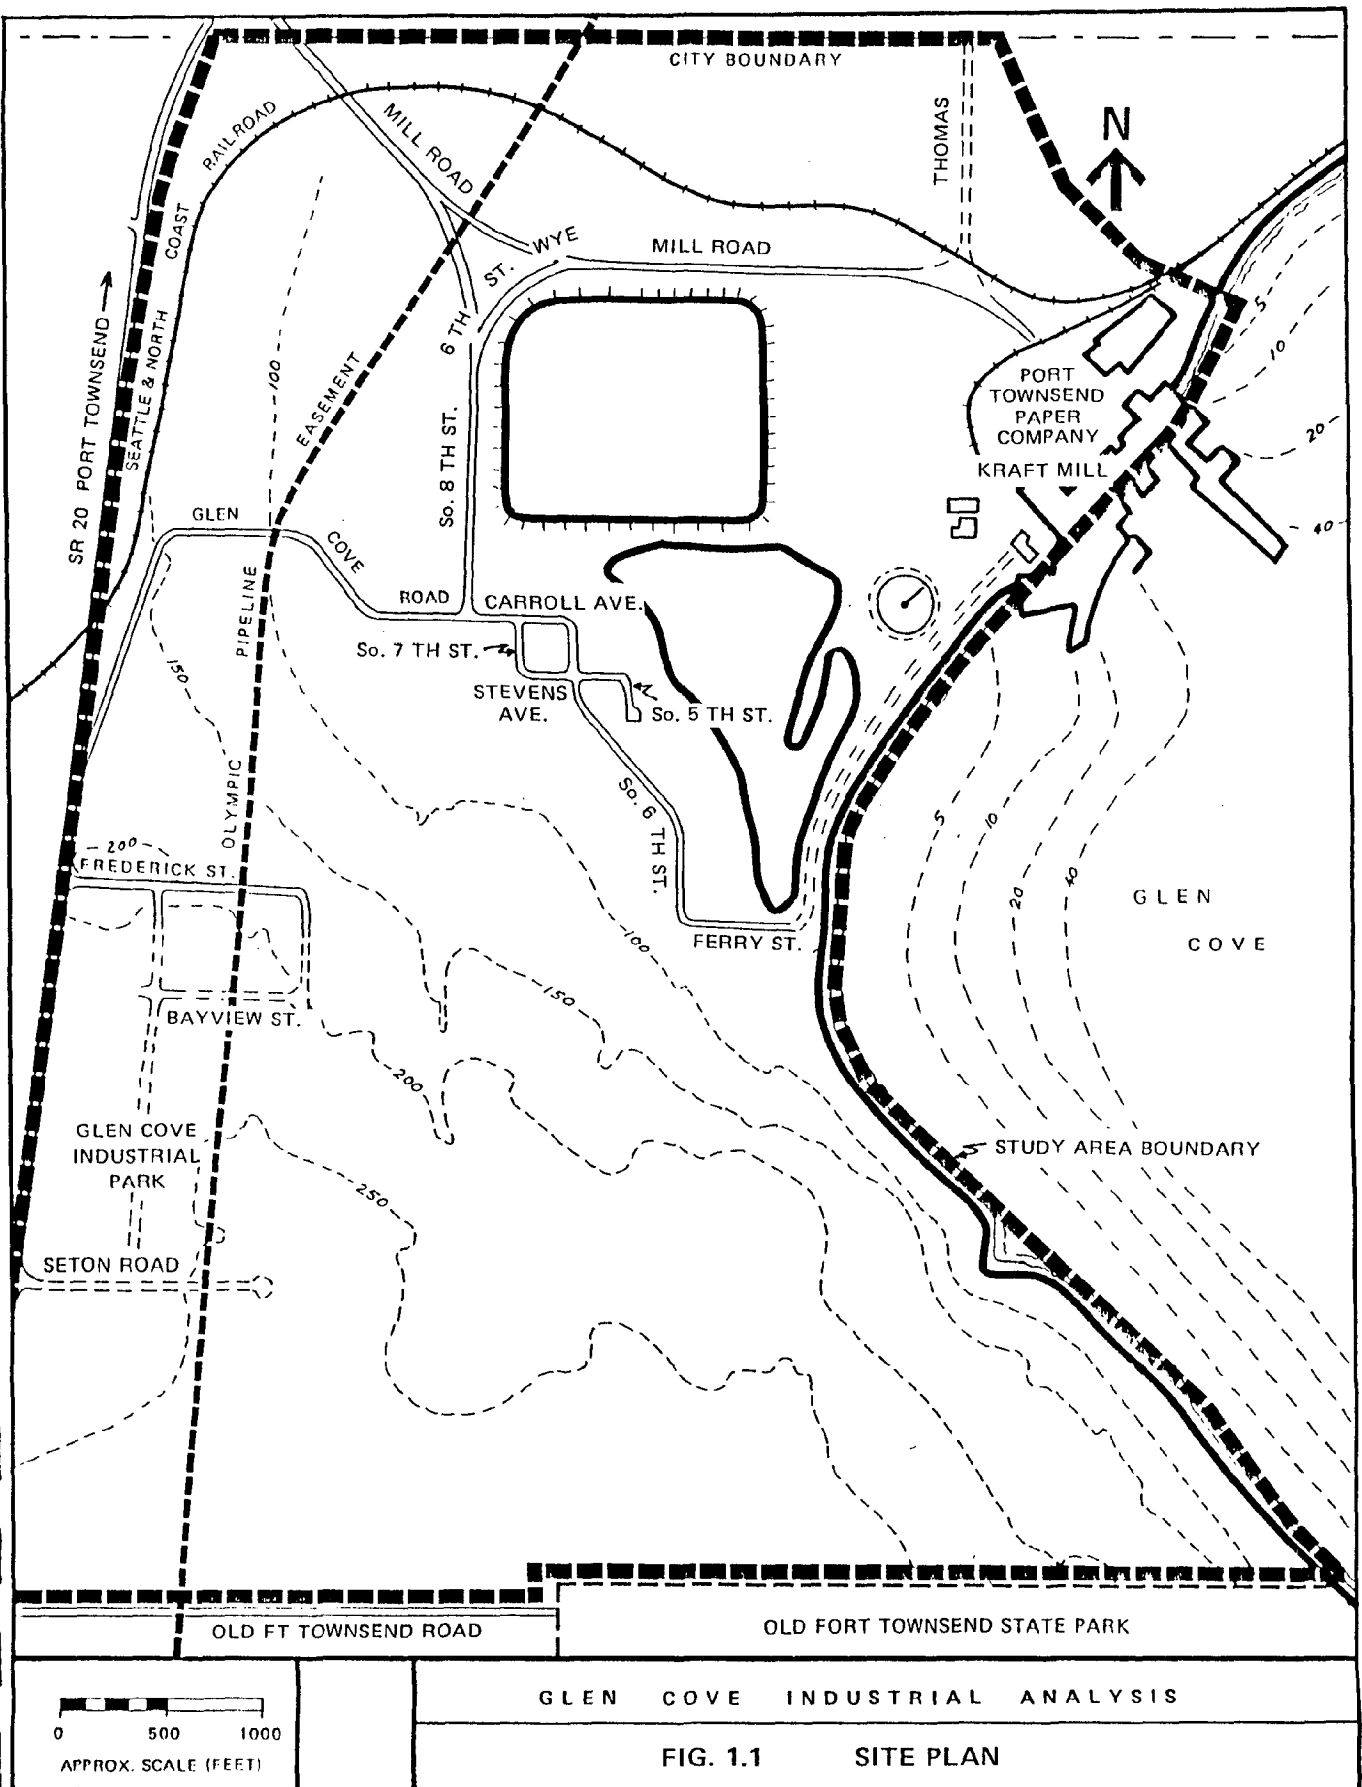 CITY BOUNDARY
RAILROAD
MILL ROAD
THOMAS
N
COAST
WYE
ST.
6 TH
MILL ROAD
SR 20 PORT TOWNSEND
SEATTLE & NORTH
100
EASEMENT
5
10
20
40
PORT
TOWNSEND
PAPER
COMPANY
KRAFT MILL
So. 8 TH ST.
GLEN
COVE
ROAD
PIPELINE
CARROLL AVE.
So. 7 TH ST.
STEVENS
AVE.
So. 5 TH ST.
150
OLYMPIC
So. 6 TH ST.
5
10
20
40
200
FREDERICK ST.
GLEN
COVE
FERRY ST.
100
150
BAYVIEW ST.
200
GLEN COVE
INDUSTRIAL
PARK
STUDY AREA BOUNDARY
250
SETON ROAD
OLD FT TOWNSEND ROAD
OLD FORT TOWNSEND STATE PARK
0 500 1000
APPROX. SCALE (FEET)
GLEN COVE INDUSTRIAL ANALYSIS
FIG. 1.1 SITE PLAN